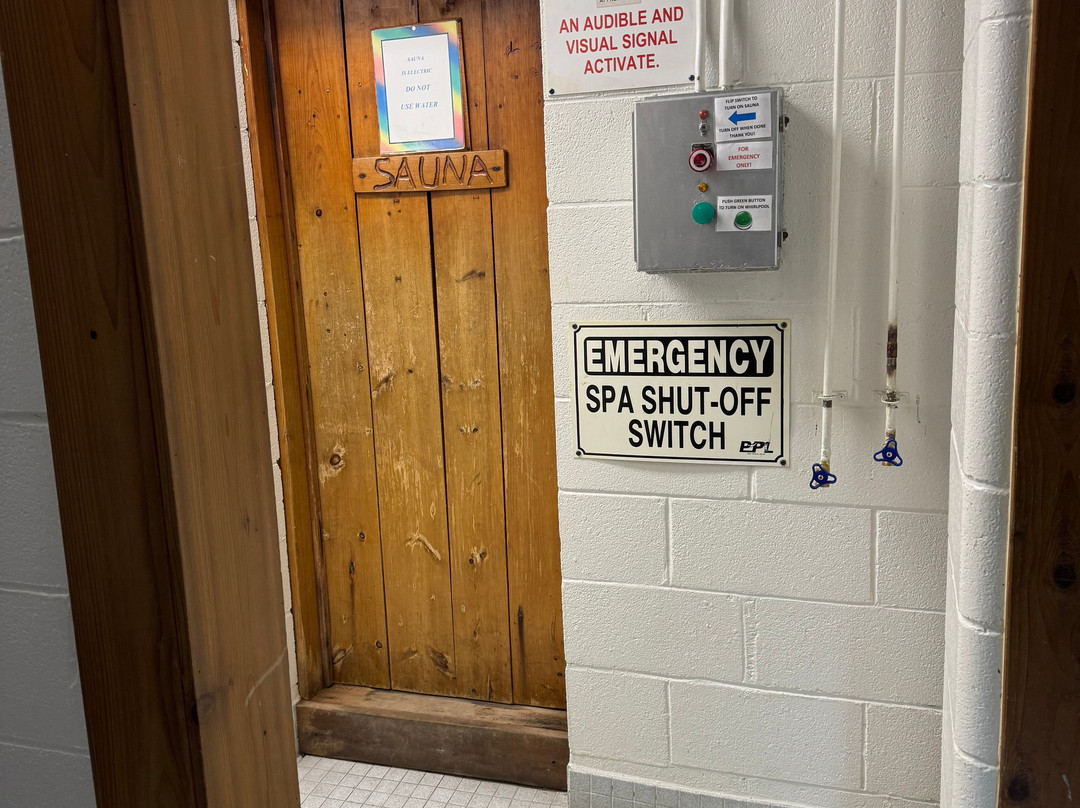 SAUNA
IS ELECTRIC
DO NOT
USE WATER
SAUNA
AN AUDIBLE AND
VISUAL SIGNAL
ACTIVATE.
FLIP SWITCH TO
TURN ON SAUNA
TURN OFF WHEN DONE
THANK YOU!
FOR
EMERGENCY
ONLY!
PUSH GREEN BUTTON
TO TURN ON WHIRLPOOL
EMERGENCY
SPA SHUT-OFF
SWITCH